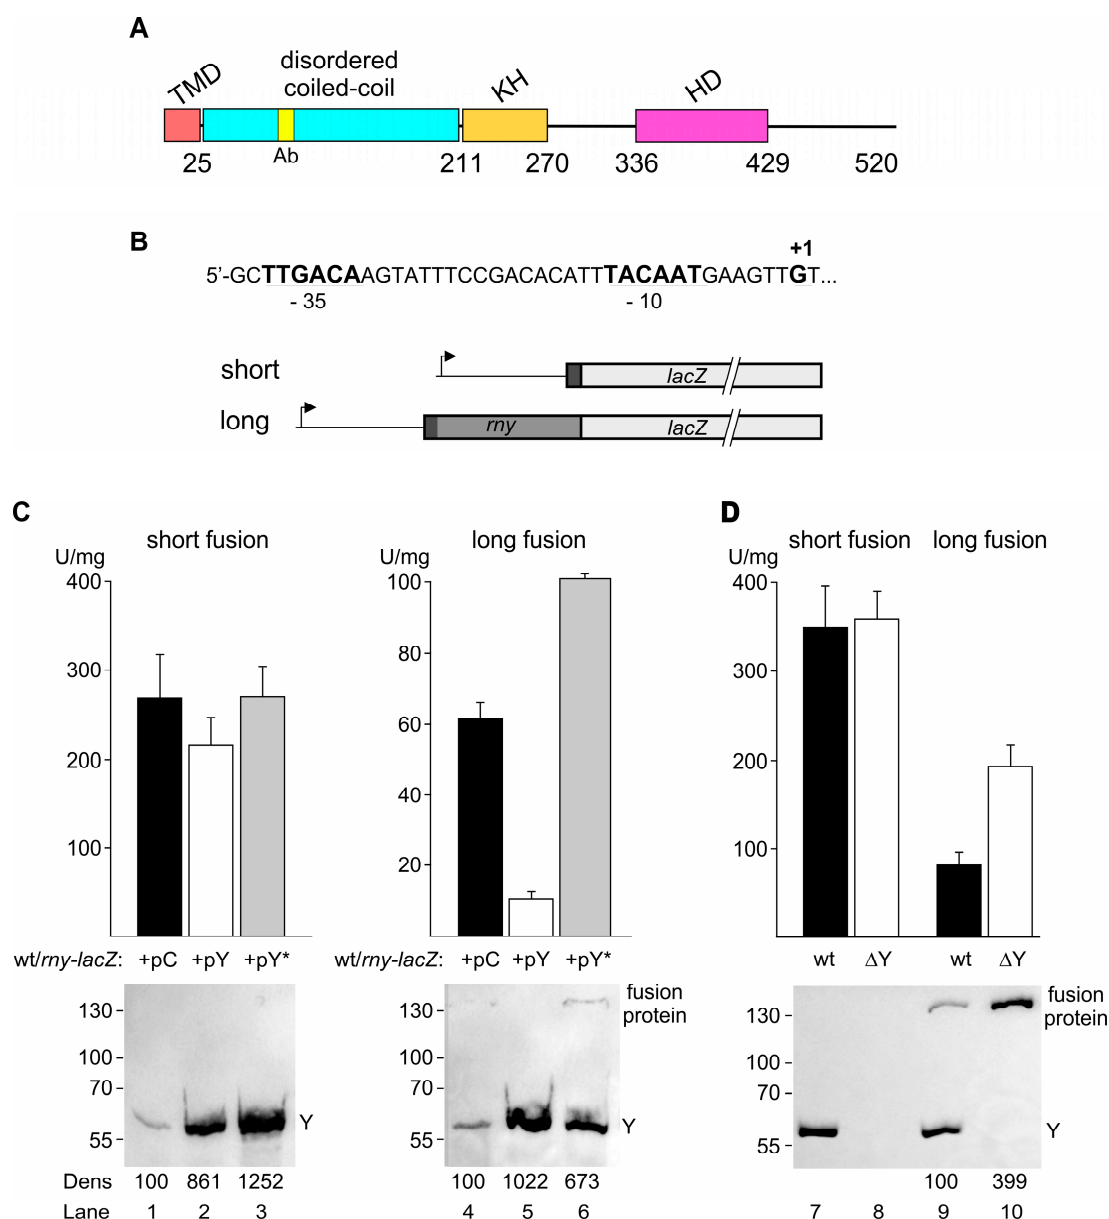 A
TMD
disordered
coiled-coil
KH
HD
Ab
25
211
270
336
429
520
B
+1
5'-GCTTGACAAGTATTTCCGACACATTTACAATGAAGTTGT...
- 35
- 10
short
lacZ
long
rny
lacZ
C
D
short fusion
long fusion
short fusion
long fusion
U/mg
U/mg
U/mg
400
300
200
100
100
80
60
40
20
400
300
200
100
wt/rny-lacZ: +pC +pY +pY*
wt/rny-lacZ: +pC +pY +pY*
wt ΔY wt ΔY
130
100
70
55
Y
130
100
70
55
fusion
protein
Y
130
100
70
55
fusion
protein
Y
Dens 100 861 1252 100 1022 673 100 399
Lane 1 2 3 4 5 6 7 8 9 10